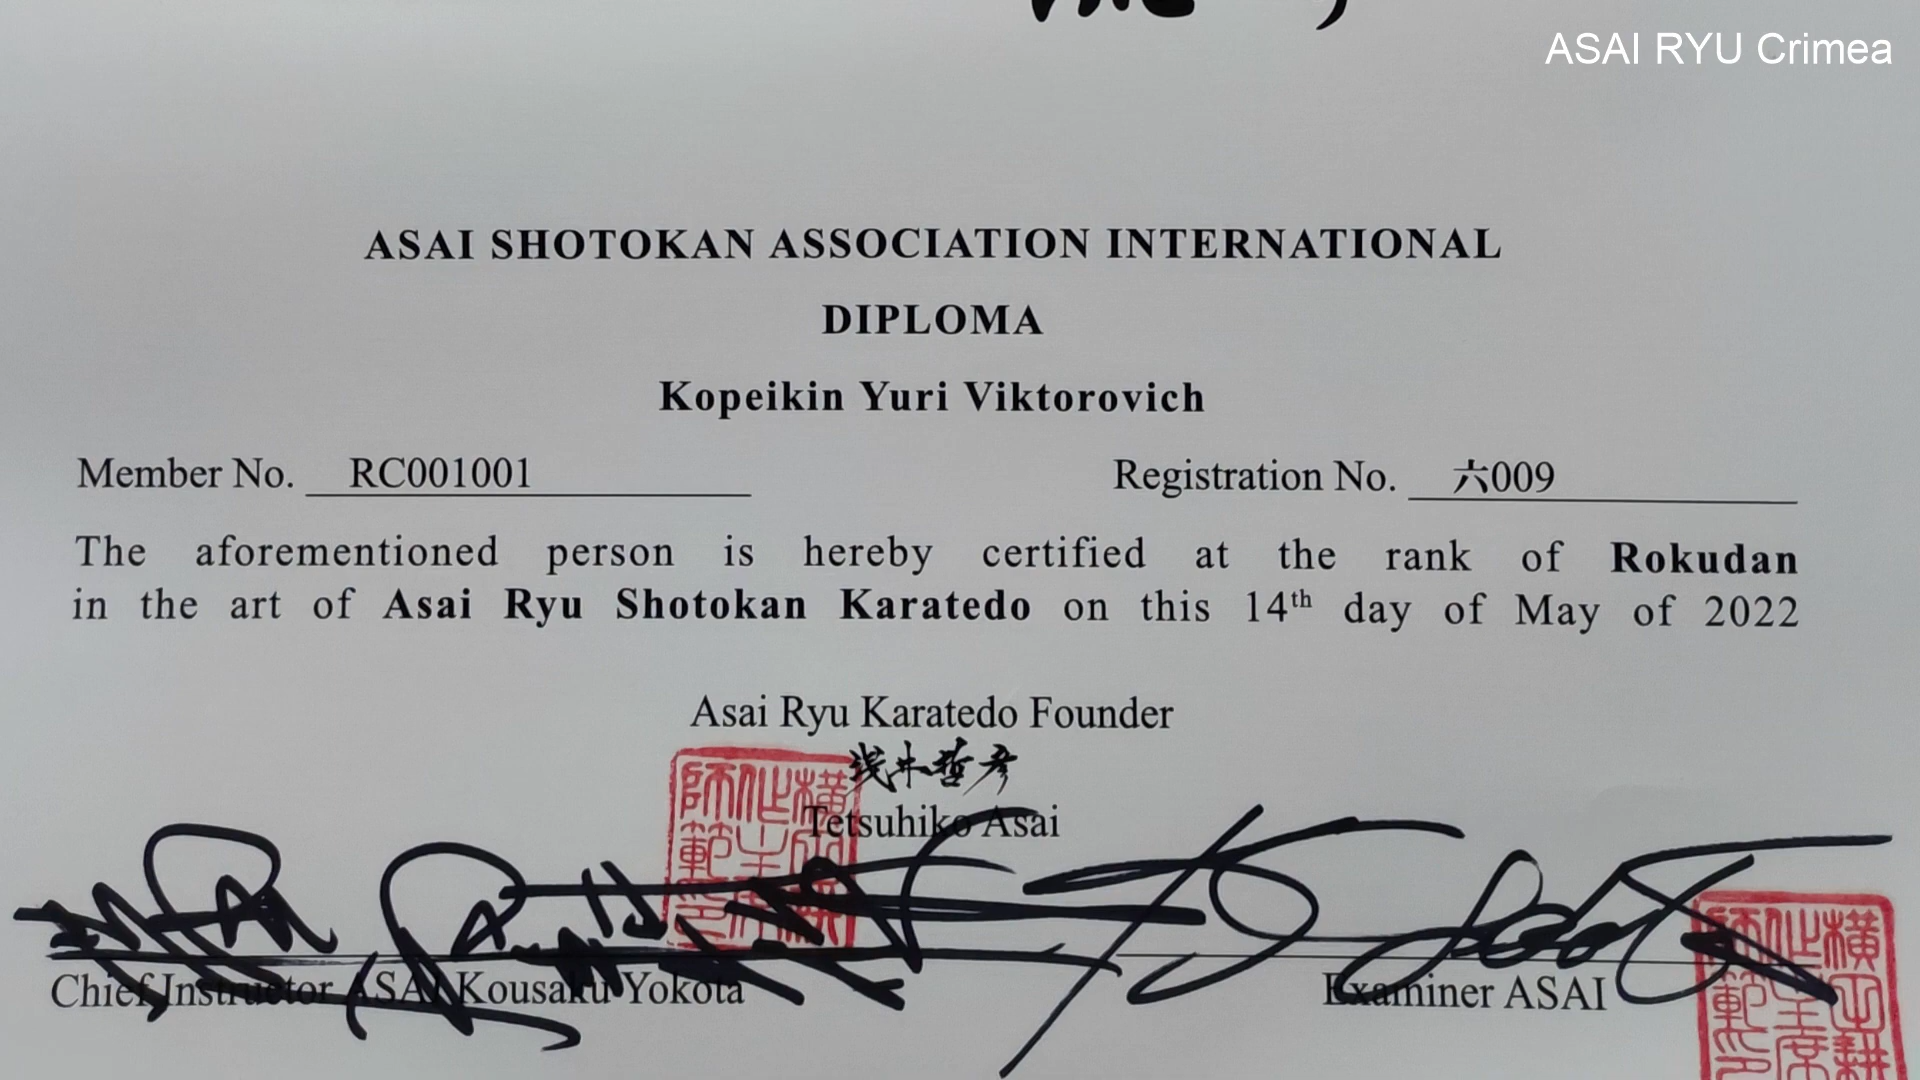 ASAI RYU Crimea
ASAI SHOTOKAN ASSOCIATION INTERNATIONAL
DIPLOMA
Kopeikin Yuri Viktorovich
Member No. RC001001
Registration No. 六009
The aforementioned person is hereby certified at the rank of Rokudan
in the art of Asai Ryu Shotokan Karatedo on this 14th day of May of 2022
Asai Ryu Karatedo Founder
浅井哲彦
Tetsuhiko Asai
Chief Instructor ASAI Kousaku Yokota
Examiner ASAI